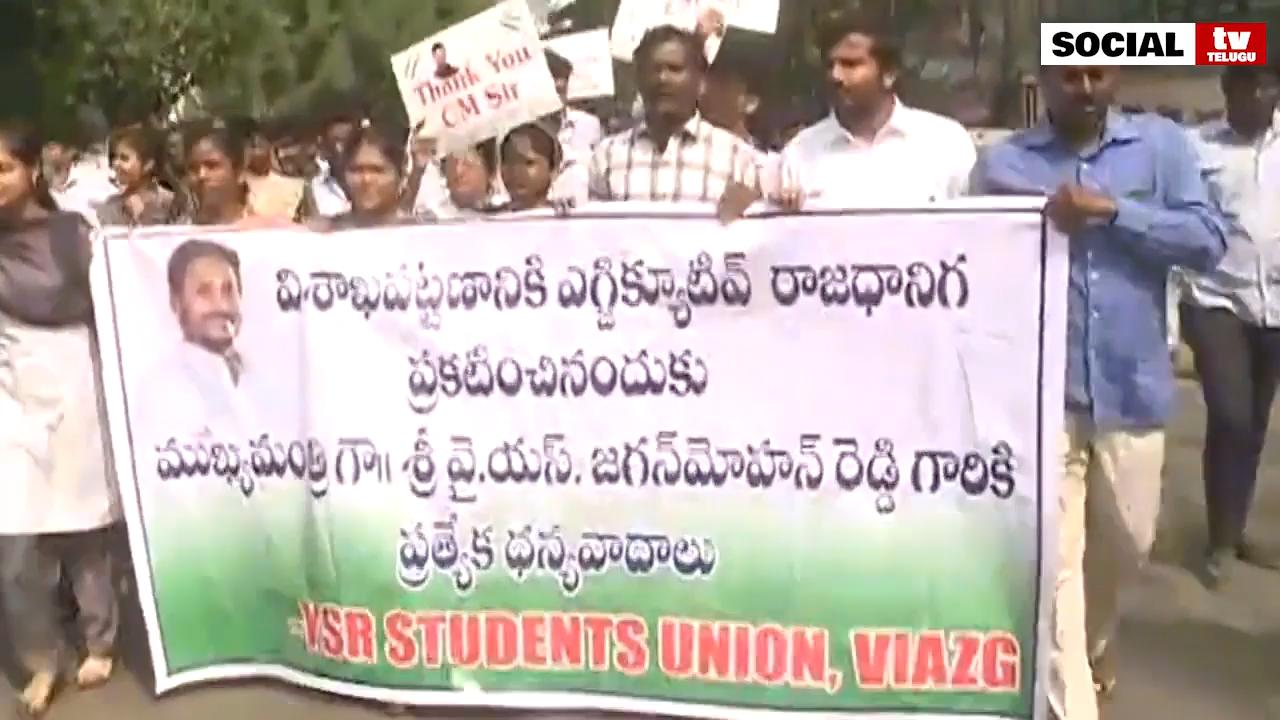 SOCIAL tv TELUGU
Thank You
CM Sir
విశాఖపట్టణానికి ఎగ్జిక్యూటివ్ రాజధానిగ
ప్రకటించినందుకు
ముఖ్యమంత్రి గా॥ శ్రీ వై.యస్. జగన్‌మోహన్ రెడ్డి గారికి
ప్రత్యేక ధన్యవాదాలు
-YSR STUDENTS UNION, VIAZG